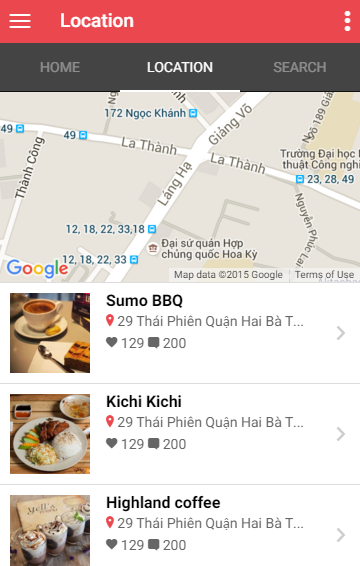 Location
HOME LOCATION SEARCH
172 Ngọc Khánh
49
49
La Thành
Giảng Võ
Ngõ 189 Giả
Thành Công
La Thành
Trường Đại học M
thuật Công nghi
23, 28, 49
Láng Hạ
Nguyễn Phúc Lai
12, 18, 22, 33,18
Đại sứ quán Hợp
chủng quốc Hoa Kỳ
12, 18, 22, 33
Google
Map data ©2015 Google
Terms of Use
Sumo BBQ
29 Thái Phiên Quận Hai Bà T...
129 200
Kichi Kichi
29 Thái Phiên Quận Hai Bà T...
129 200
Highland coffee
29 Thái Phiên Quận Hai Bà T...
129 200